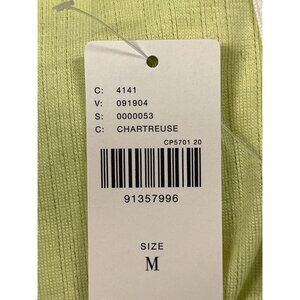 C: 4141
V: 091904
S: 0000053
C: CHARTREUSE
CP5701 20
91357996
SIZE
M